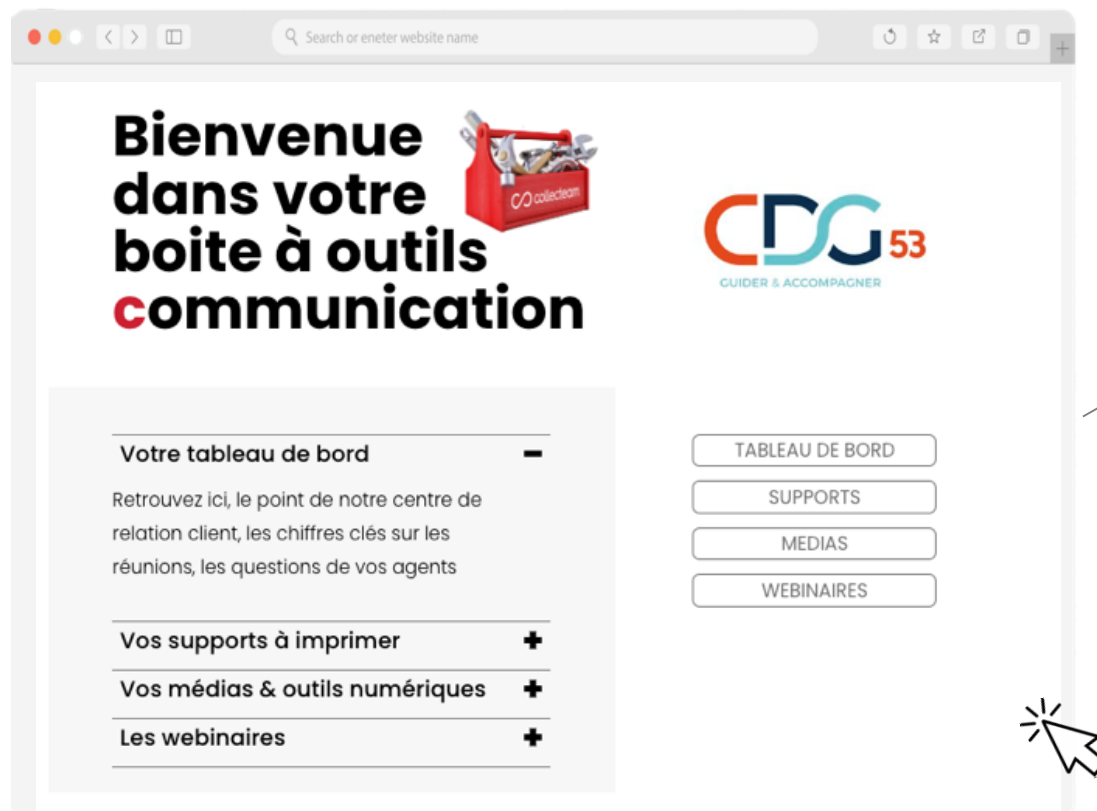 Search or eneter website name
Bienvenue
dans votre
boite à outils
communication
collecteam
CDG 53
GUIDER & ACCOMPAGNER
Votre tableau de bord
Retrouvez ici, le point de notre centre de
relation client, les chiffres clés sur les
réunions, les questions de vos agents
Vos supports à imprimer
Vos médias & outils numériques
Les webinaires
TABLEAU DE BORD
SUPPORTS
MEDIAS
WEBINAIRES